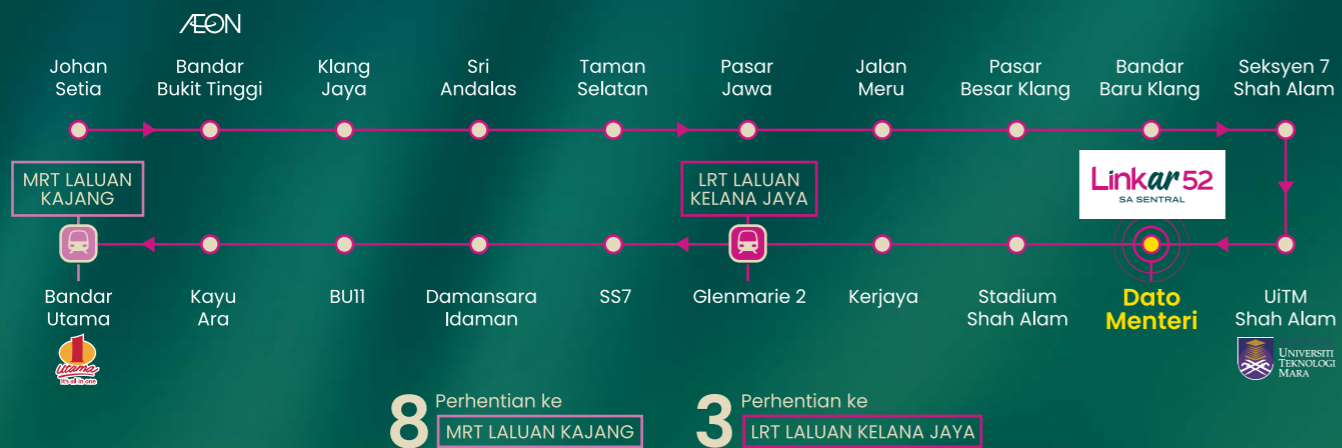 ÆON
Johan
Setia
Bandar
Bukit Tinggi
Klang
Jaya
Sri
Andalas
Taman
Selatan
Pasar
Jawa
Jalan
Meru
Pasar
Besar Klang
Bandar
Baru Klang
Seksyen 7
Shah Alam
MRT LALUAN
KAJANG
LRT LALUAN
KELANA JAYA
Linkar 52
SA SENTRAL
Bandar
Utama
Kayu
Ara
BU11
Damansara
Idaman
SS7
Glenmarie 2
Kerjaya
Stadium
Shah Alam
Dato
Menteri
UiTM
Shah Alam
1
Utama
It's all in one
UNIVERSITI
TEKNOLOGI
MARA
8 Perhentian ke
MRT LALUAN KAJANG
3 Perhentian ke
LRT LALUAN KELANA JAYA